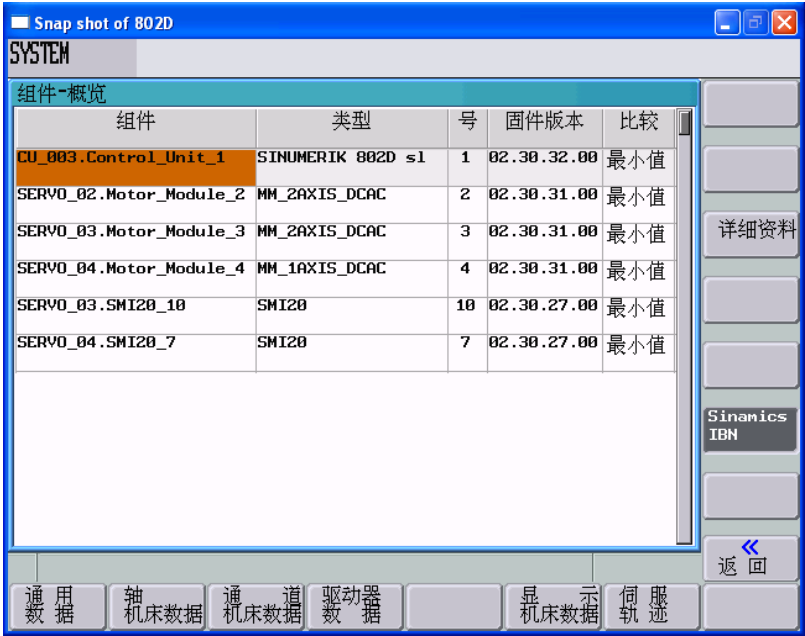 Snap shot of 802D
SYSTEM
组件-概览
组件 类型 号 固件版本 比较
CU_003.Control_Unit_1 SINUMERIK 802D sl 1 02.30.32.00 最小值
SERVO_02.Motor_Module_2 MM_2AXIS_DCAC 2 02.30.31.00 最小值
SERVO_03.Motor_Module_3 MM_2AXIS_DCAC 3 02.30.31.00 最小值
SERVO_04.Motor_Module_4 MM_1AXIS_DCAC 4 02.30.31.00 最小值
SERVO_03.SMI20_10 SMI20 10 02.30.27.00 最小值
SERVO_04.SMI20_7 SMI20 7 02.30.27.00 最小值
详细资料
Sinamics
IBN
《
返 回
通 用
数 据
轴
机床数据
通 道
机床数据
驱动器
数 据
显 示
机床数据
伺 服
轨 迹